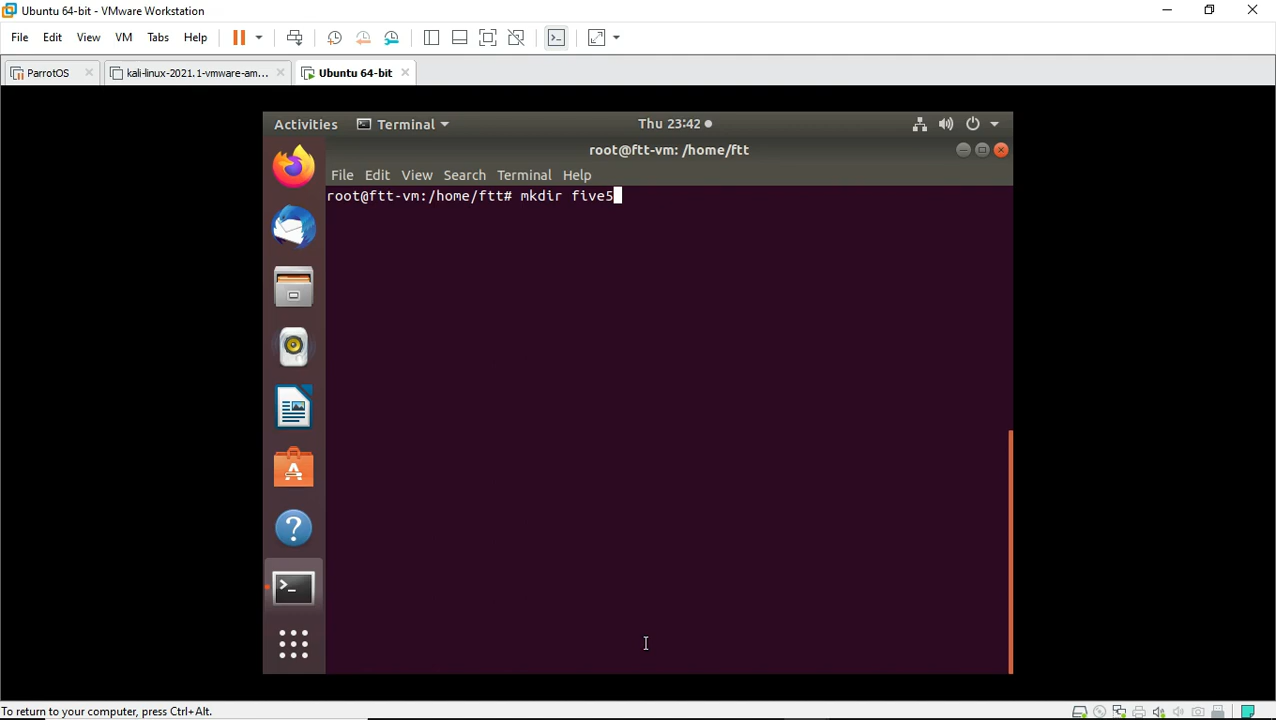 Ubuntu 64-bit - VMware Workstation
File Edit View VM Tabs Help
ParrotOS kali-linux-2021.1-vmware-am... Ubuntu 64-bit
Activities Terminal Thu 23:42
root@ftt-vm: /home/ftt
File Edit View Search Terminal Help
root@ftt-vm:/home/ftt# mkdir five5
To return to your computer, press Ctrl+Alt.